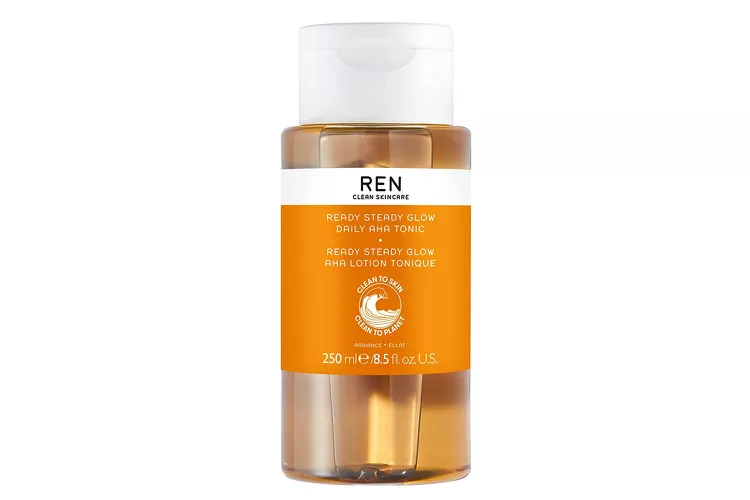 REN
CLEAN SKINCARE
READY STEADY GLOW
DAILY AHA TONIC
•
READY STEADY GLOW
AHA LOTION TONIQUE
CLEAN TO SKIN
CLEAN TO PLANET
RADIANCE • ÉCLAT
250 ml℮/8.5 fl. oz. U.S.